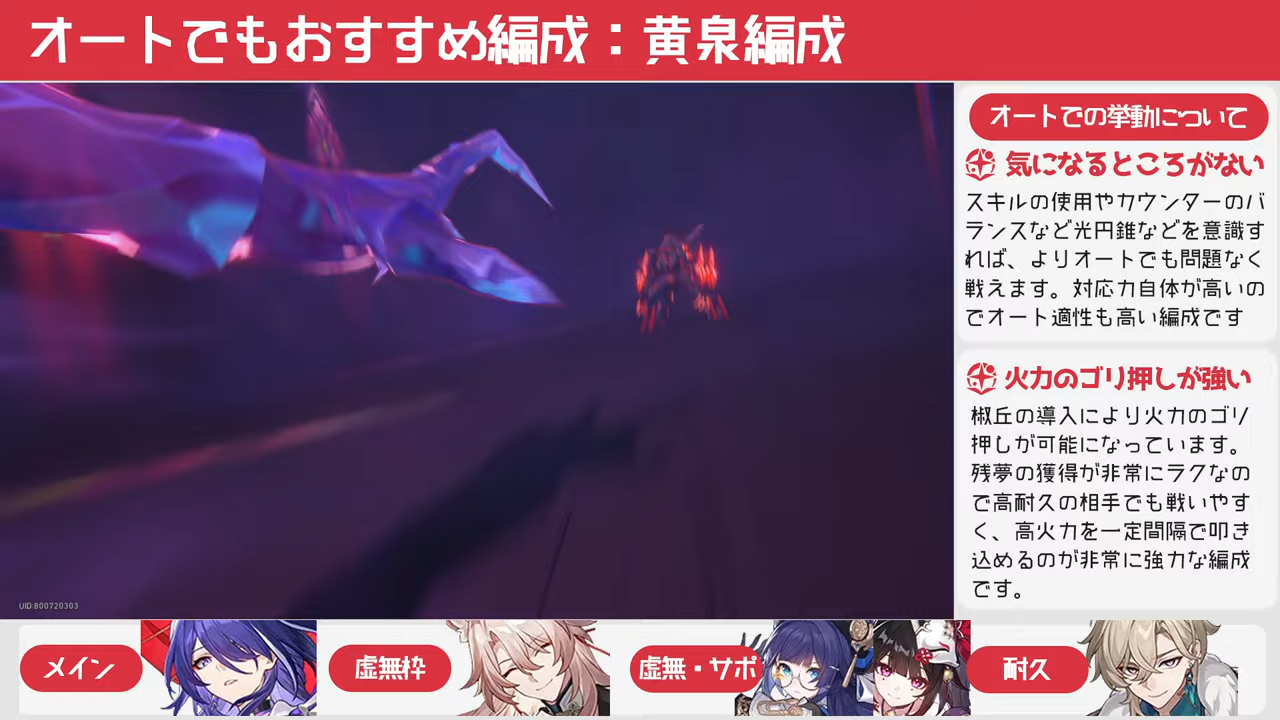 オートでもおすすめ編成：黄泉編成
オートでの挙動について
気になるところがない
スキルの使用やカウンターのバ
ランスなど光円錐などを意識す
れば、よりオートでも問題なく
戦えます。対応力自体が高いの
でオート適性も高い編成です
火力のゴリ押しが強い
椒丘の導入により火力のゴリ
押しが可能になっています。
残夢の獲得が非常にラクなの
で高耐久の相手でも戦いやす
く、高火力を一定間隔で叩き
込めるのが非常に強力な編成
です。
UID:800720303
メイン
虚無枠
虚無・サポ
耐久